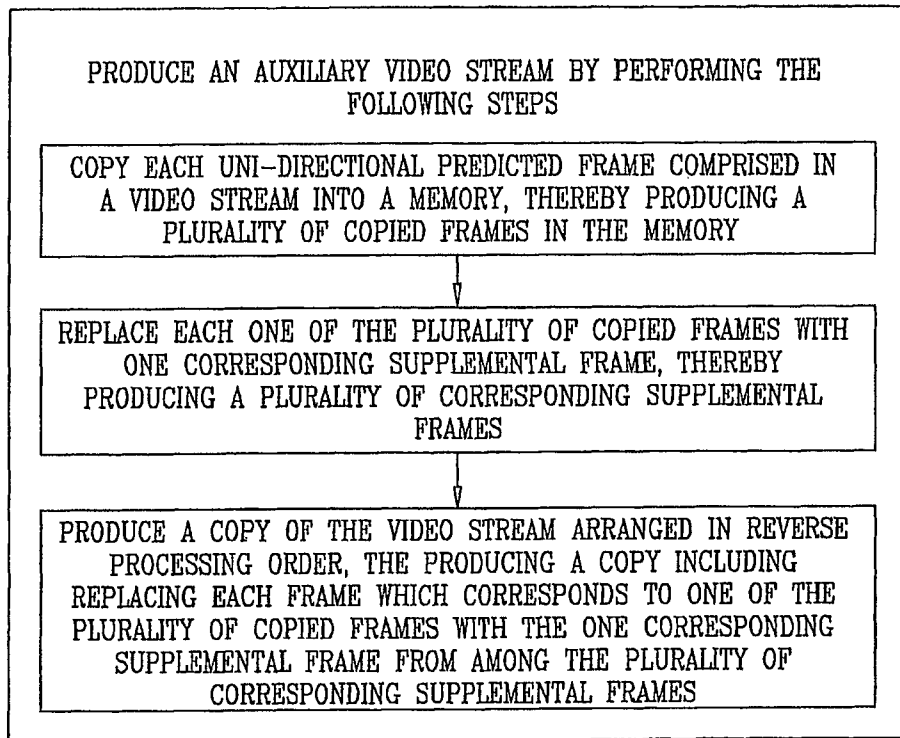 PRODUCE AN AUXILIARY VIDEO STREAM BY PERFORMING THE
FOLLOWING STEPS
COPY EACH UNI-DIRECTIONAL PREDICTED FRAME COMPRISED IN
A VIDEO STREAM INTO A MEMORY, THEREBY PRODUCING A
PLURALITY OF COPIED FRAMES IN THE MEMORY
REPLACE EACH ONE OF THE PLURALITY OF COPIED FRAMES WITH
ONE CORRESPONDING SUPPLEMENTAL FRAME, THEREBY
PRODUCING A PLURALITY OF CORRESPONDING SUPPLEMENTAL
FRAMES
PRODUCE A COPY OF THE VIDEO STREAM ARRANGED IN REVERSE
PROCESSING ORDER, THE PRODUCING A COPY INCLUDING
REPLACING EACH FRAME WHICH CORRESPONDS TO ONE OF THE
PLURALITY OF COPIED FRAMES WITH THE ONE CORRESPONDING
SUPPLEMENTAL FRAME FROM AMONG THE PLURALITY OF
CORRESPONDING SUPPLEMENTAL FRAMES